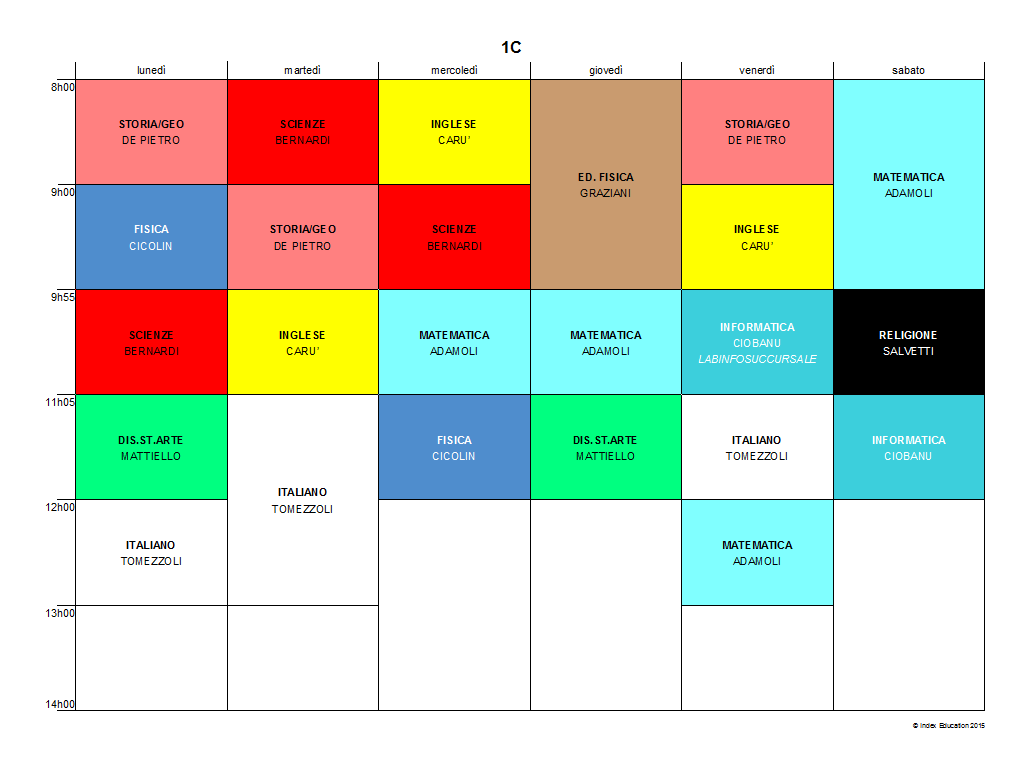 1C
lunedì martedì mercoledì giovedì venerdì sabato
8h00
STORIA/GEO
DE PIETRO
SCIENZE
BERNARDI
INGLESE
CARU'
ED. FISICA
GRAZIANI
STORIA/GEO
DE PIETRO
MATEMATICA
ADAMOLI
9h00
FISICA
CICOLIN
STORIA/GEO
DE PIETRO
SCIENZE
BERNARDI
INGLESE
CARU'
9h55
SCIENZE
BERNARDI
INGLESE
CARU'
MATEMATICA
ADAMOLI
MATEMATICA
ADAMOLI
INFORMATICA
CIOBANU
LABINFOSUCCURSALE
RELIGIONE
SALVETTI
11h05
DIS.ST.ARTE
MATTIELLO
ITALIANO
TOMEZZOLI
FISICA
CICOLIN
DIS.ST.ARTE
MATTIELLO
ITALIANO
TOMEZZOLI
INFORMATICA
CIOBANU
12h00
ITALIANO
TOMEZZOLI
MATEMATICA
ADAMOLI
13h00
14h00
© Index Education 2015